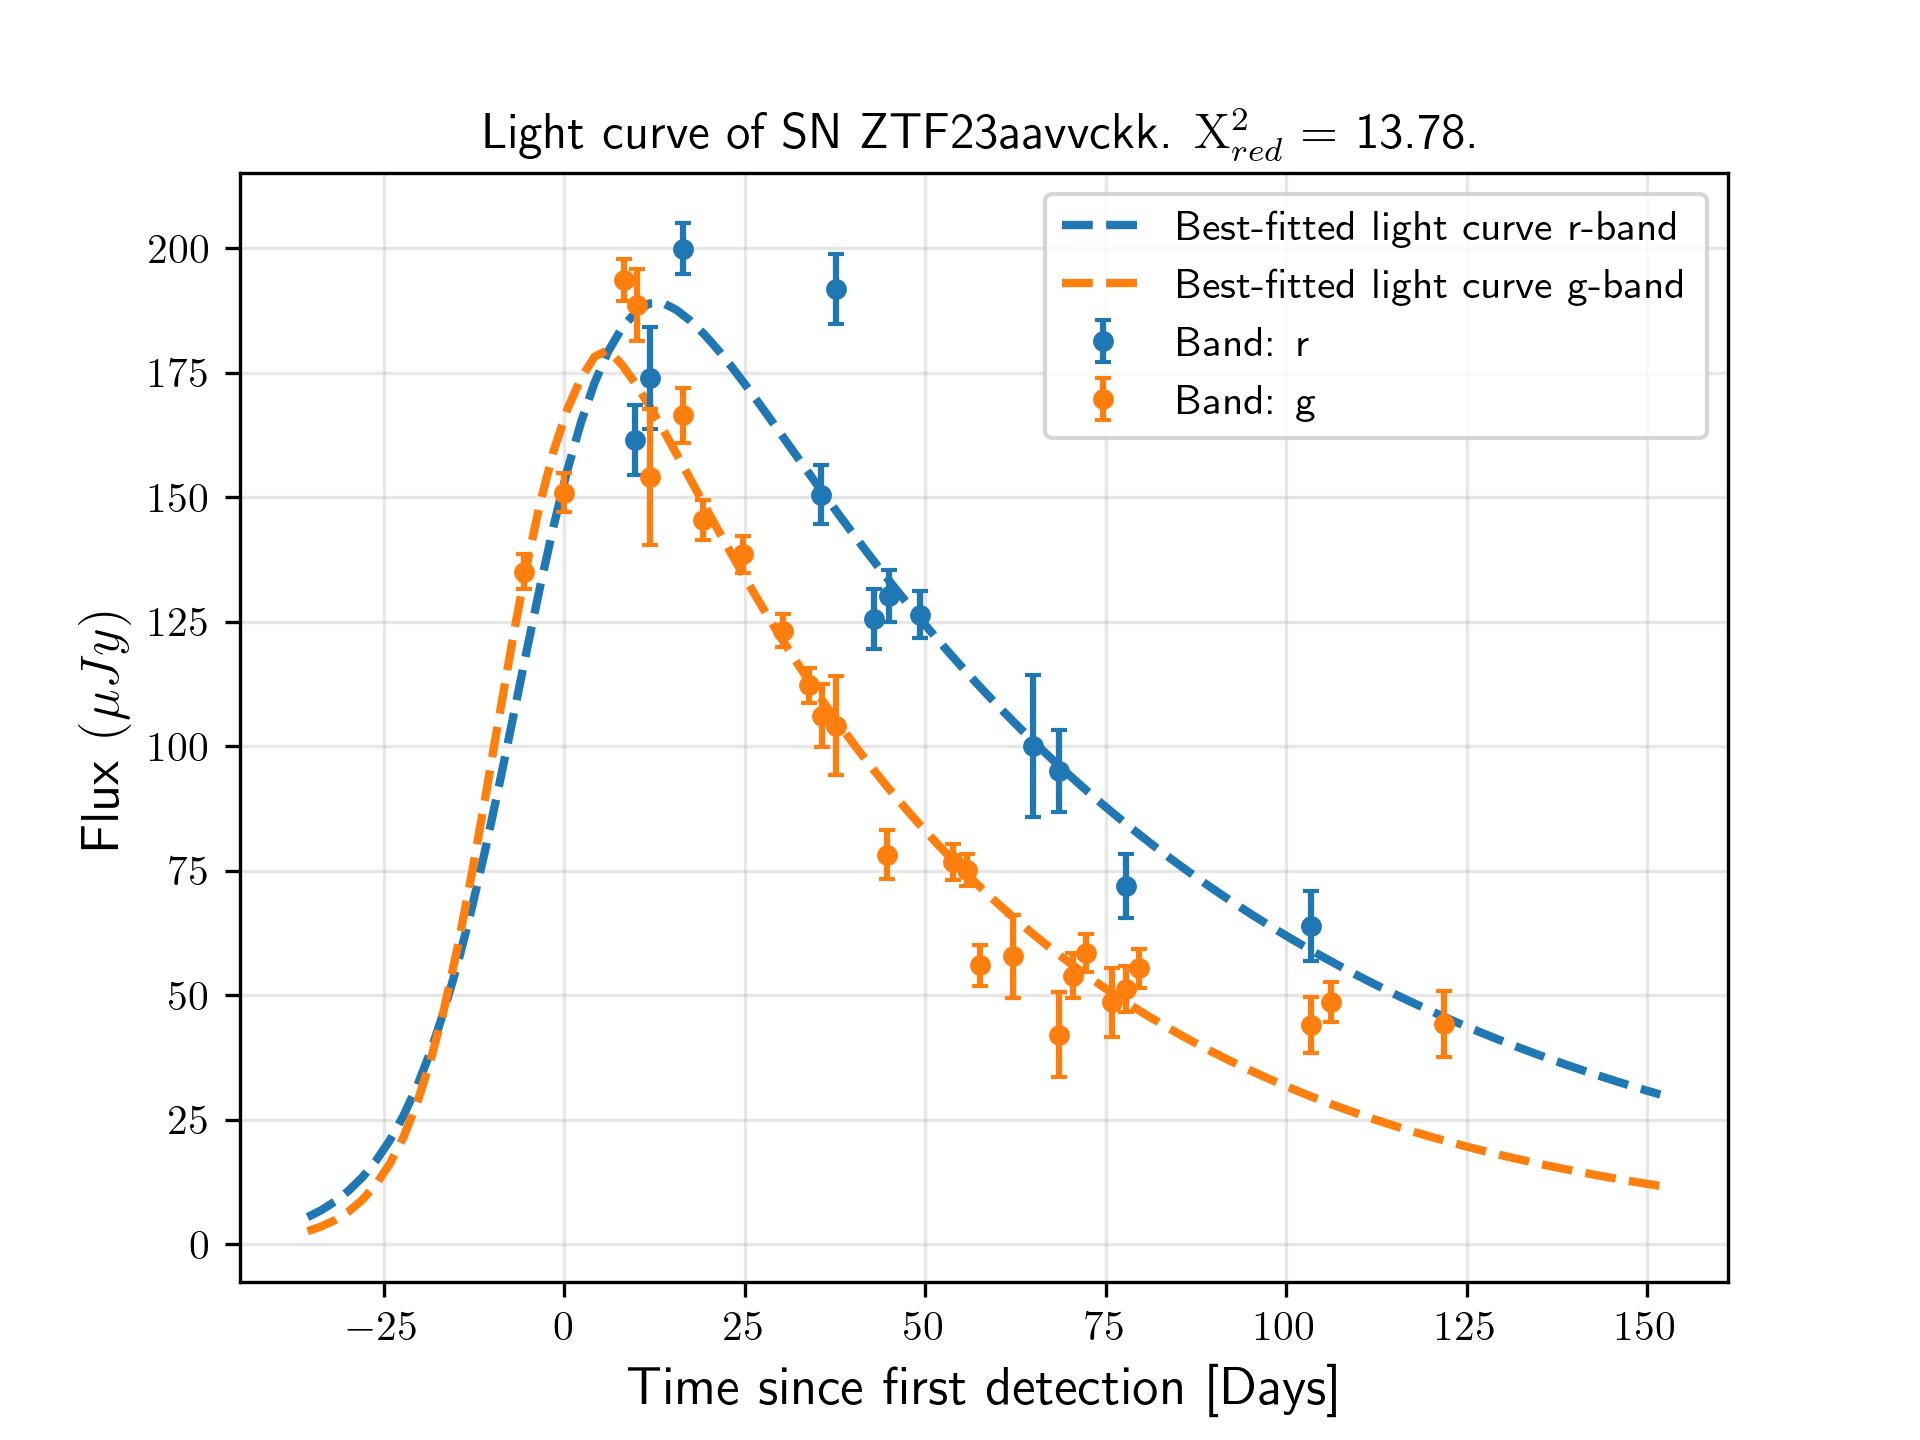 Light curve of SN ZTF23aavvckk. X²_red = 13.78.
Best-fitted light curve r-band
Best-fitted light curve g-band
Band: r
Band: g
Flux (μJy)
200
175
150
125
100
75
50
25
0
−25 0 25 50 75 100 125 150
Time since first detection [Days]